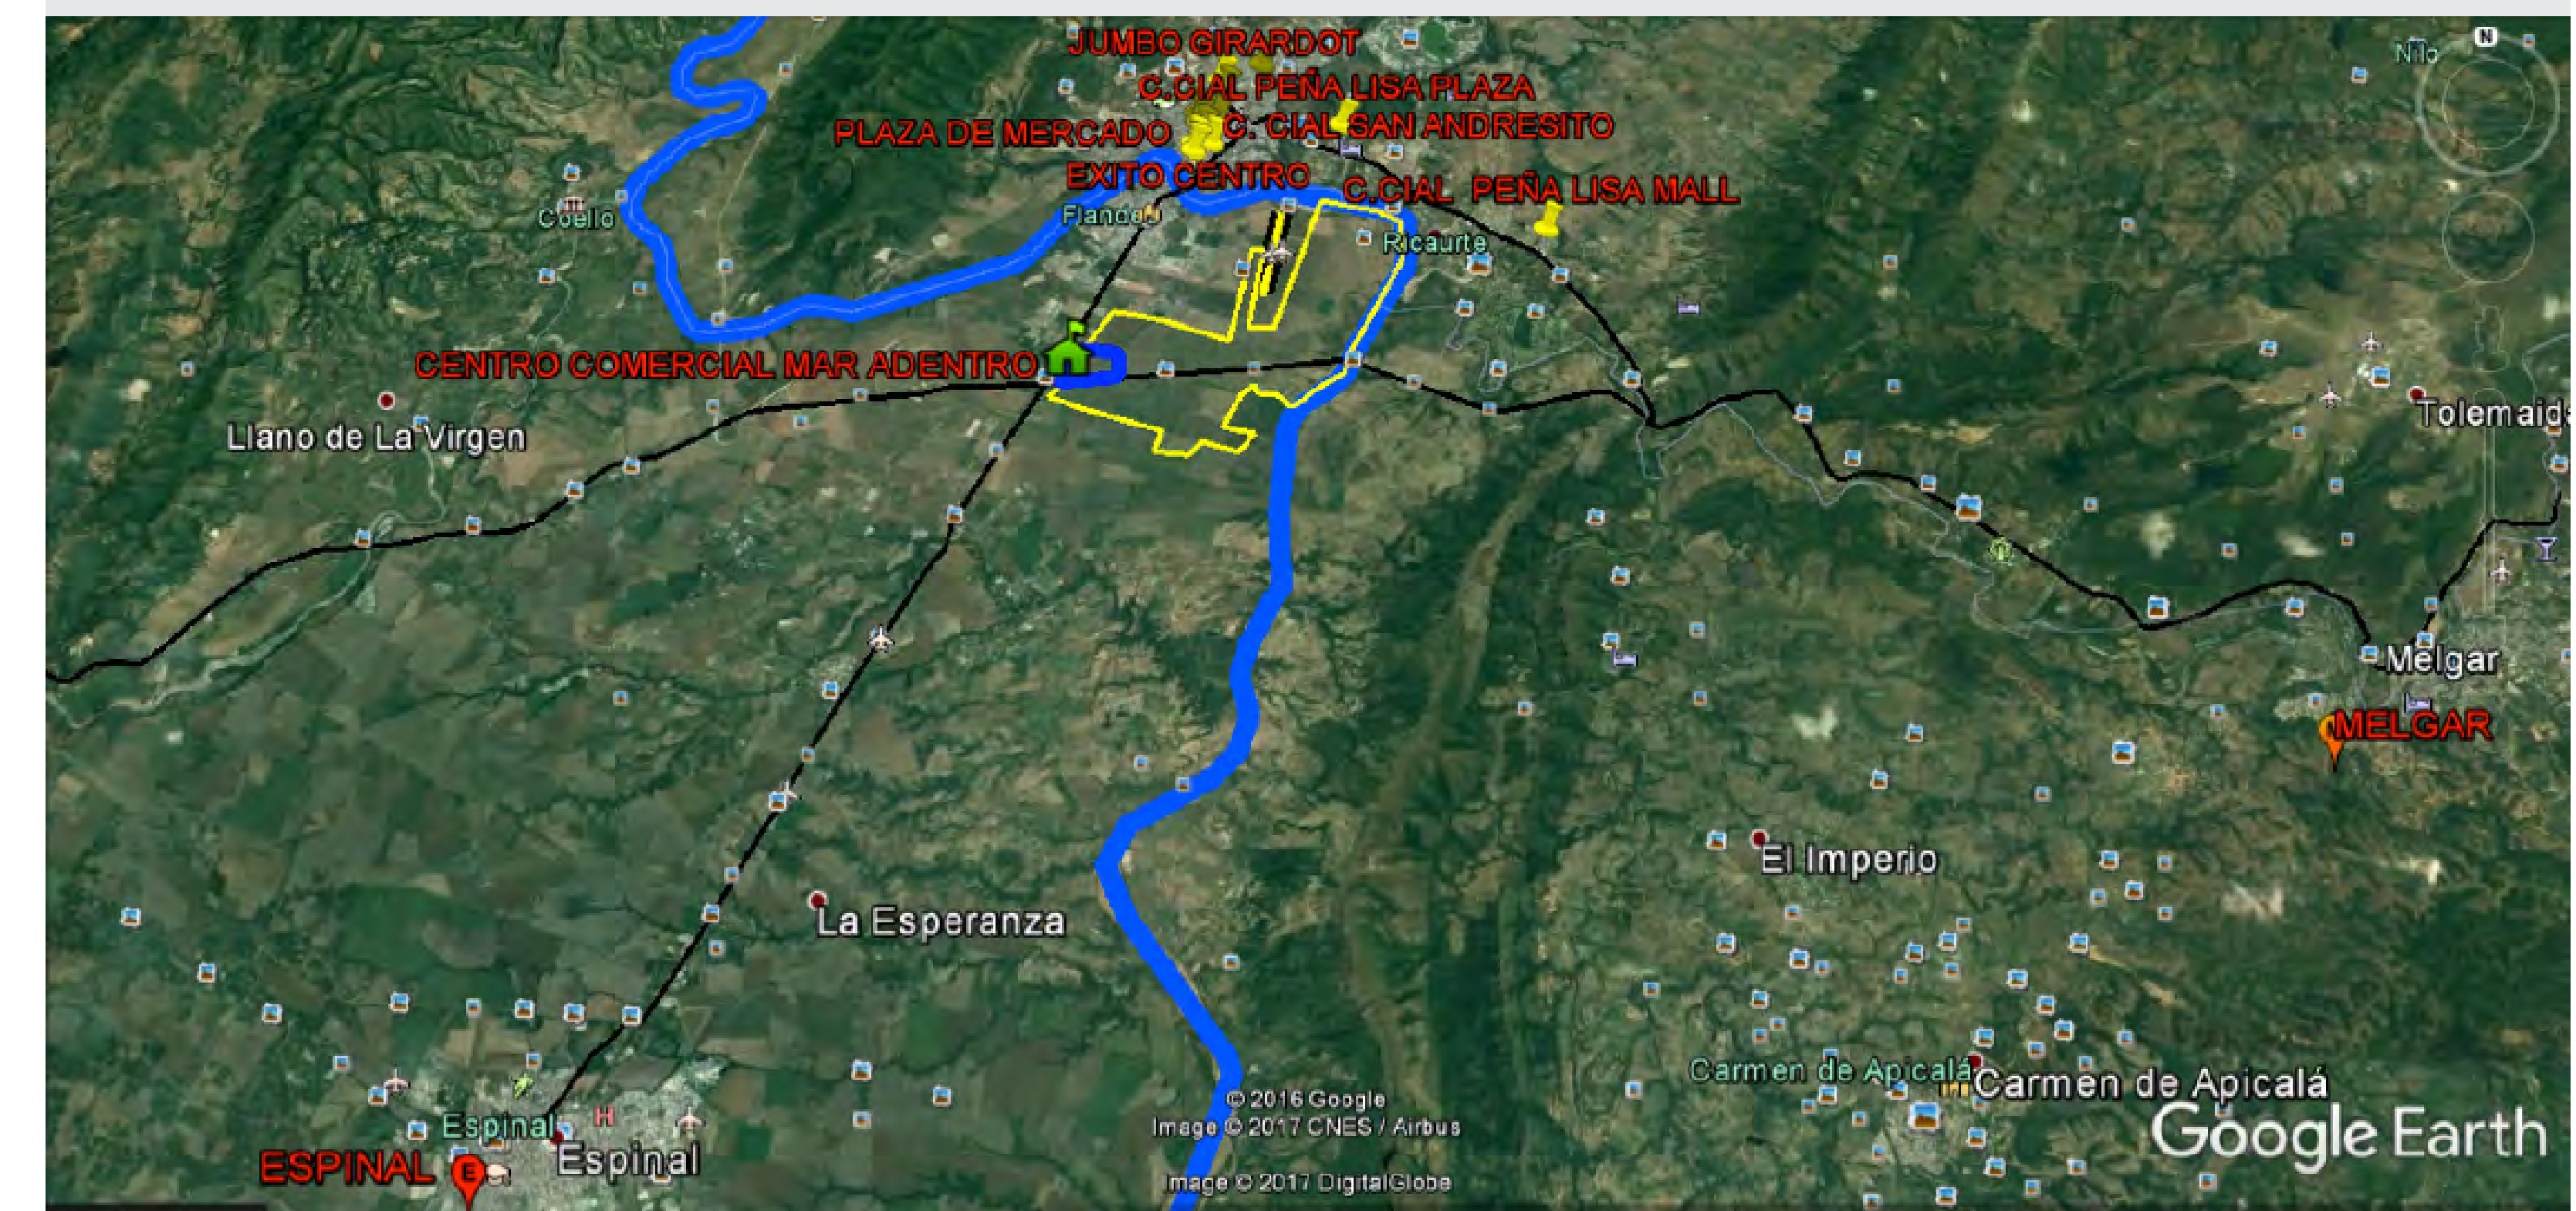 JUMBO GIRARDOT
N
Nilo
C.CIAL PEÑA LISA PLAZA
PLAZA DE MERCADO
C. CIAL SAN ANDRESITO
EXITO CENTRO
C.CIAL PEÑA LISA MALL
Coello
Ricaurte
CENTRO COMERCIAL MAR ADENTRO
Llano de La Virgen
Melgar
MELGAR
El Imperio
La Esperanza
Carmen de Apicalá
Carmen de Apicalá
© 2016 Google
Image © 2017 CNES / Airbus
Image © 2017 DigitalGlobe
Google Earth
Espinal
H
Espinal
ESPINAL
E